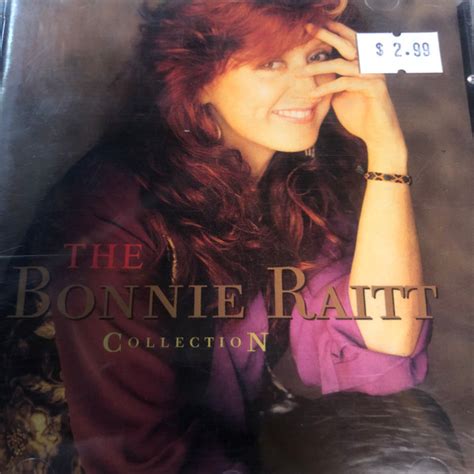 $ 2.99
THE
BONNIE RAITT
COLLECTION